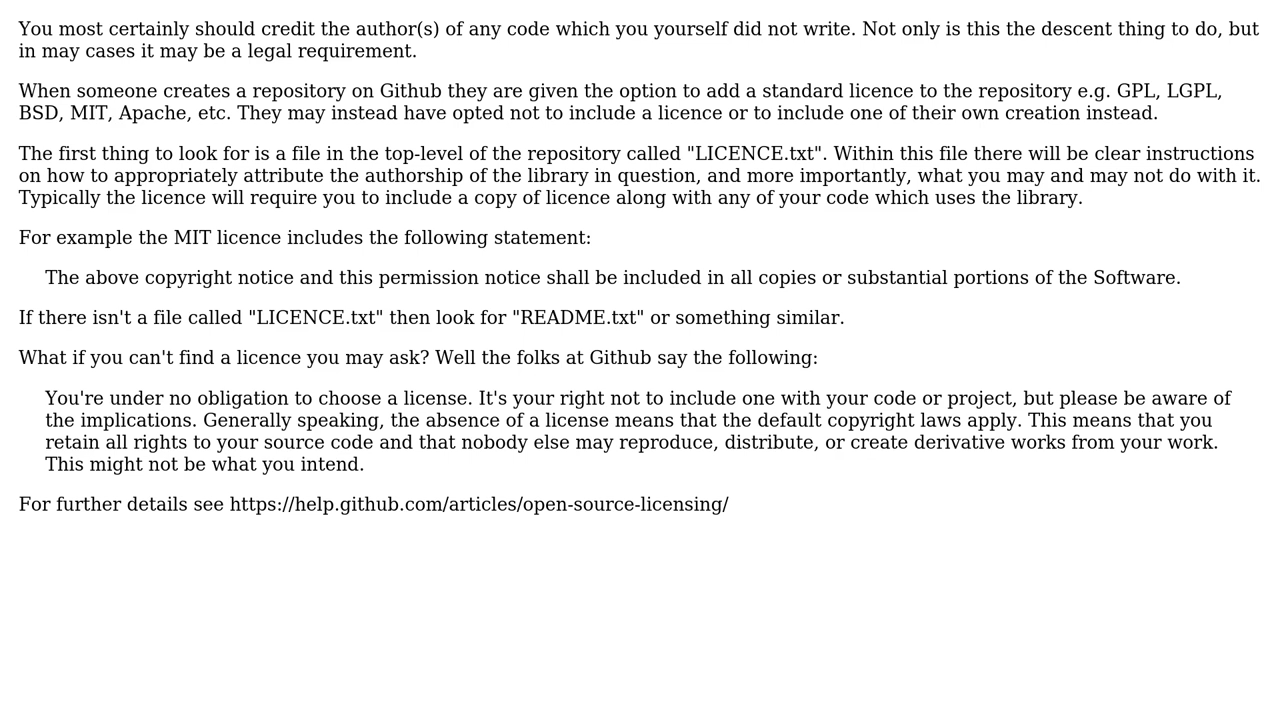 You most certainly should credit the author(s) of any code which you yourself did not write. Not only is this the descent thing to do, but
in may cases it may be a legal requirement.
When someone creates a repository on Github they are given the option to add a standard licence to the repository e.g. GPL, LGPL,
BSD, MIT, Apache, etc. They may instead have opted not to include a licence or to include one of their own creation instead.
The first thing to look for is a file in the top-level of the repository called "LICENCE.txt". Within this file there will be clear instructions
on how to appropriately attribute the authorship of the library in question, and more importantly, what you may and may not do with it.
Typically the licence will require you to include a copy of licence along with any of your code which uses the library.
For example the MIT licence includes the following statement:
The above copyright notice and this permission notice shall be included in all copies or substantial portions of the Software.
If there isn't a file called "LICENCE.txt" then look for "README.txt" or something similar.
What if you can't find a licence you may ask? Well the folks at Github say the following:
You're under no obligation to choose a license. It's your right not to include one with your code or project, but please be aware of
the implications. Generally speaking, the absence of a license means that the default copyright laws apply. This means that you
retain all rights to your source code and that nobody else may reproduce, distribute, or create derivative works from your work.
This might not be what you intend.
For further details see https://help.github.com/articles/open-source-licensing/